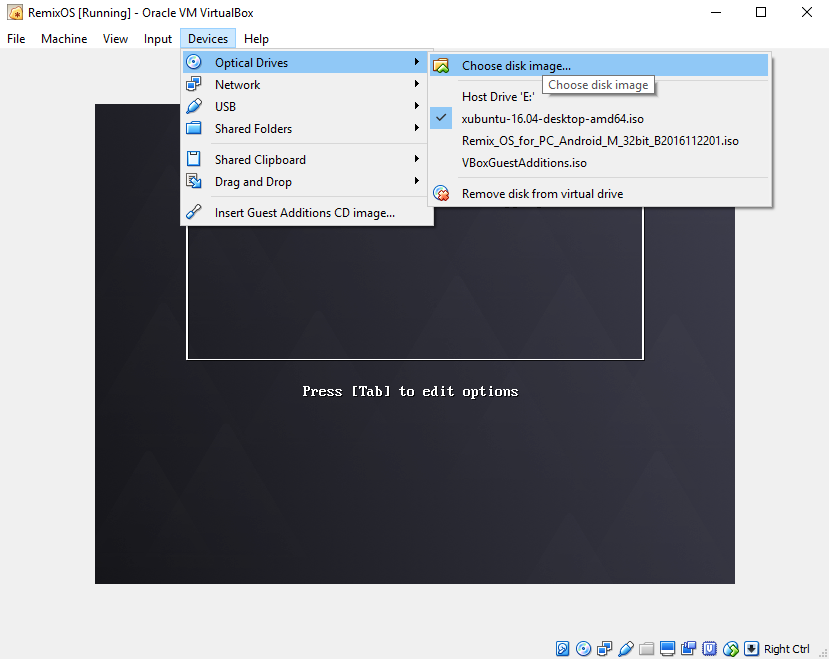 RemixOS [Running] - Oracle VM VirtualBox
File Machine View Input Devices Help
Optical Drives
Network
USB
Shared Folders
Shared Clipboard
Drag and Drop
Insert Guest Additions CD image...
Choose disk image...
Choose disk image
Host Drive 'E:'
xubuntu-16.04-desktop-amd64.iso
Remix_OS_for_PC_Android_M_32bit_B2016112201.iso
VBoxGuestAdditions.iso
Remove disk from virtual drive
Press [Tab] to edit options
Right Ctrl